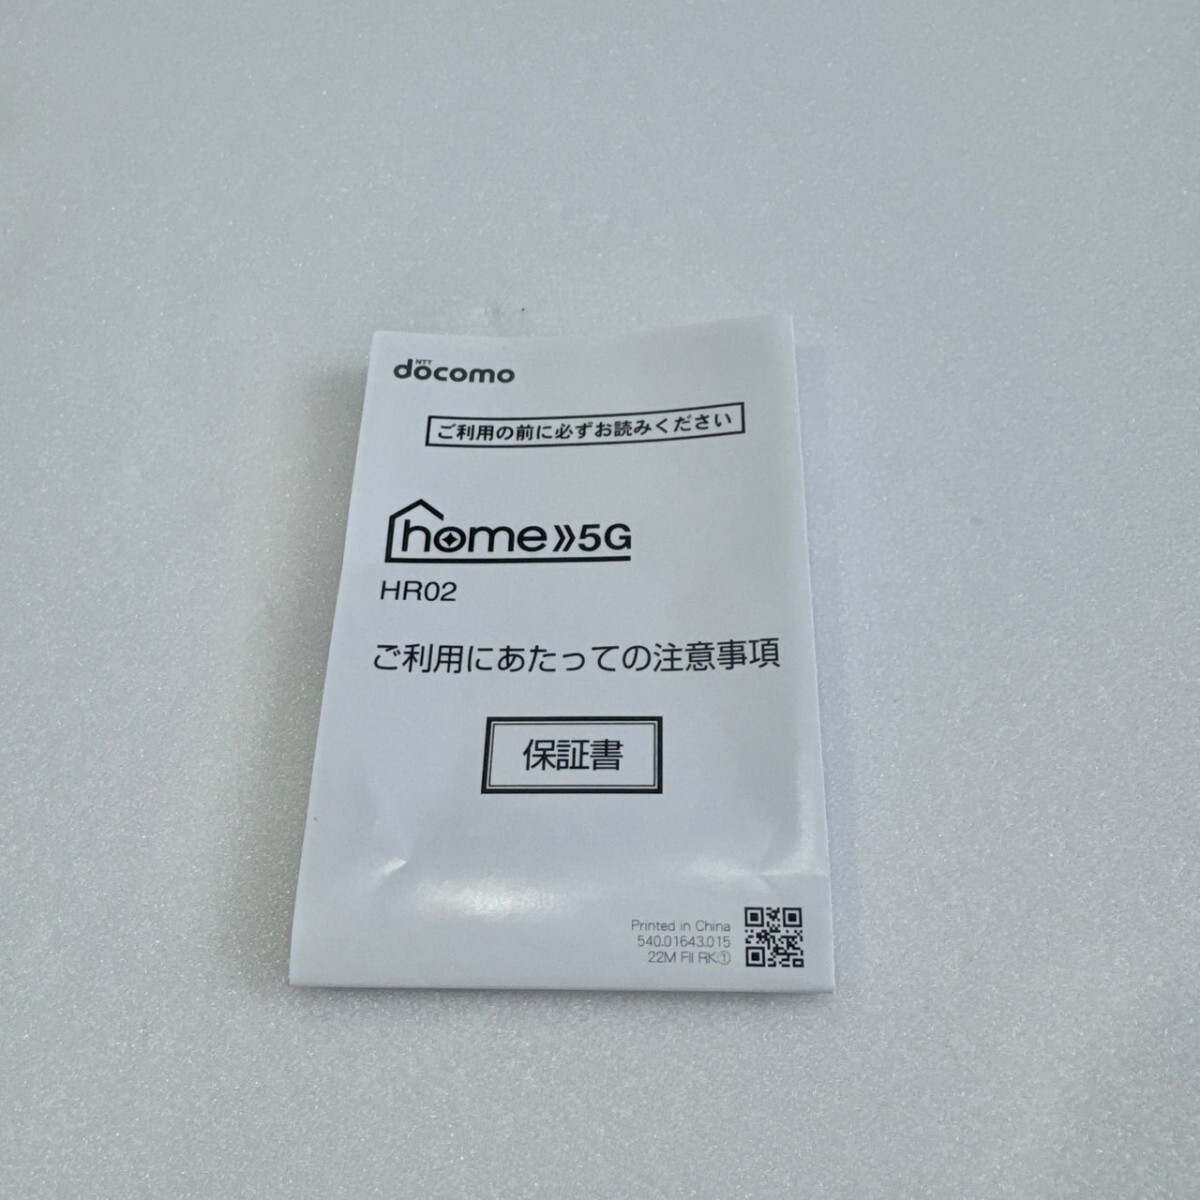 NTT
docomo
ご利用の前に必ずお読みください
home 5G
HR02
ご利用にあたっての注意事項
保証書
Printed in China
540.01643.015
22M FII RK①